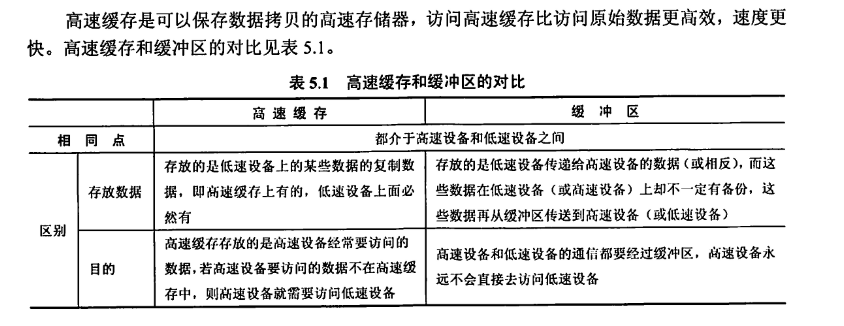 高速缓存是可以保存数据拷贝的高速存储器，访问高速缓存比访问原始数据更高效，速度更
快。高速缓存和缓冲区的对比见表 5.1。
表 5.1 高速缓存和缓冲区的对比
高速缓存 缓冲区
相同点 都介于高速设备和低速设备之间
区别
存放数据
存放的是低速设备上的某些数据的复制数
据，即高速缓存上有的，低速设备上面必
然有
存放的是低速设备传递给高速设备的数据（或相反），而这
些数据在低速设备（或高速设备）上却不一定有备份，这
些数据再从缓冲区传送到高速设备（或低速设备）
目的
高速缓存存放的是高速设备经常要访问的
数据，若高速设备要访问的数据不在高速缓
存中，则高速设备就需要访问低速设备
高速设备和低速设备的通信都要经过缓冲区，高速设备永
远不会直接去访问低速设备